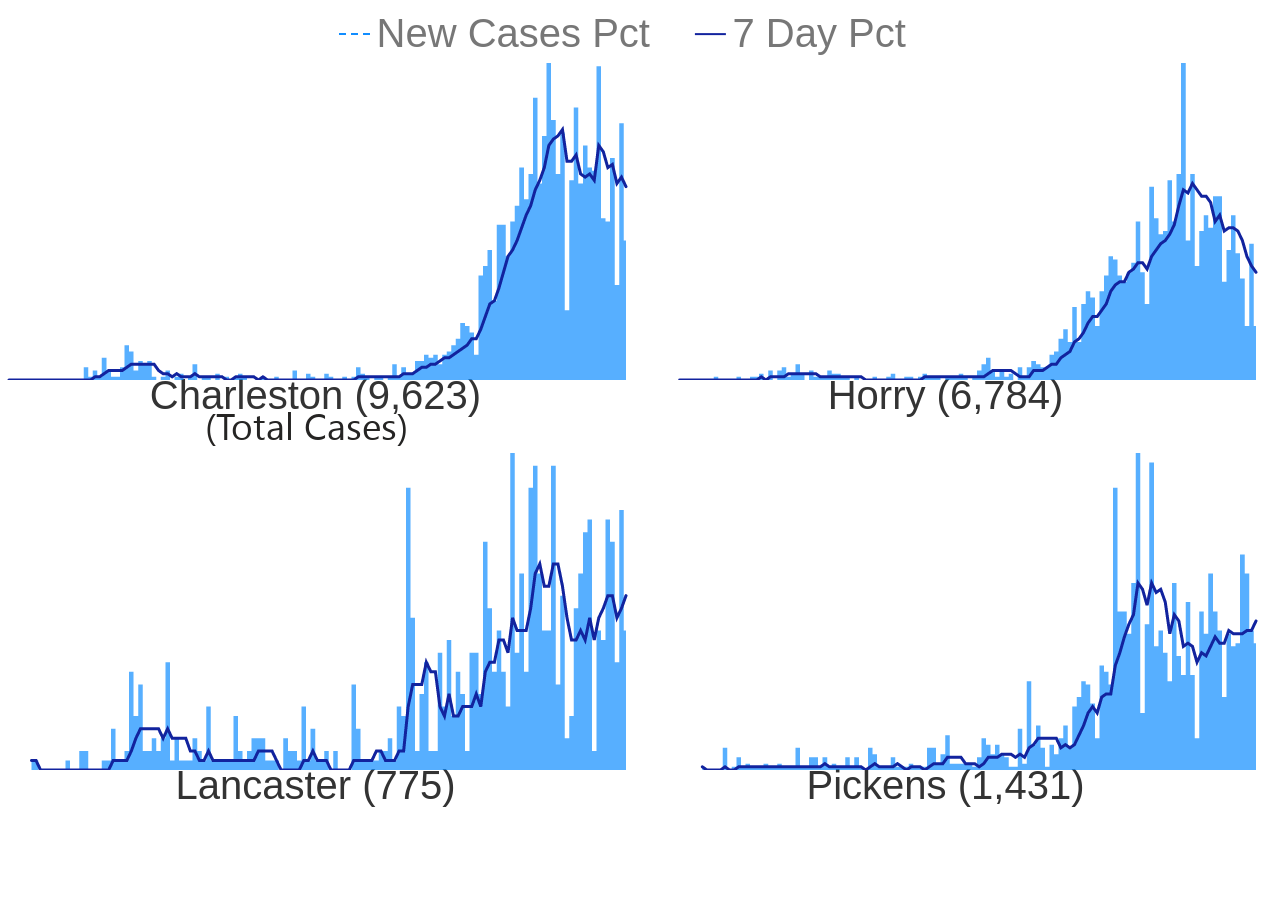 New Cases Pct 7 Day Pct
Charleston (9,623) Horry (6,784)
(Total Cases)
Lancaster (775) Pickens (1,431)